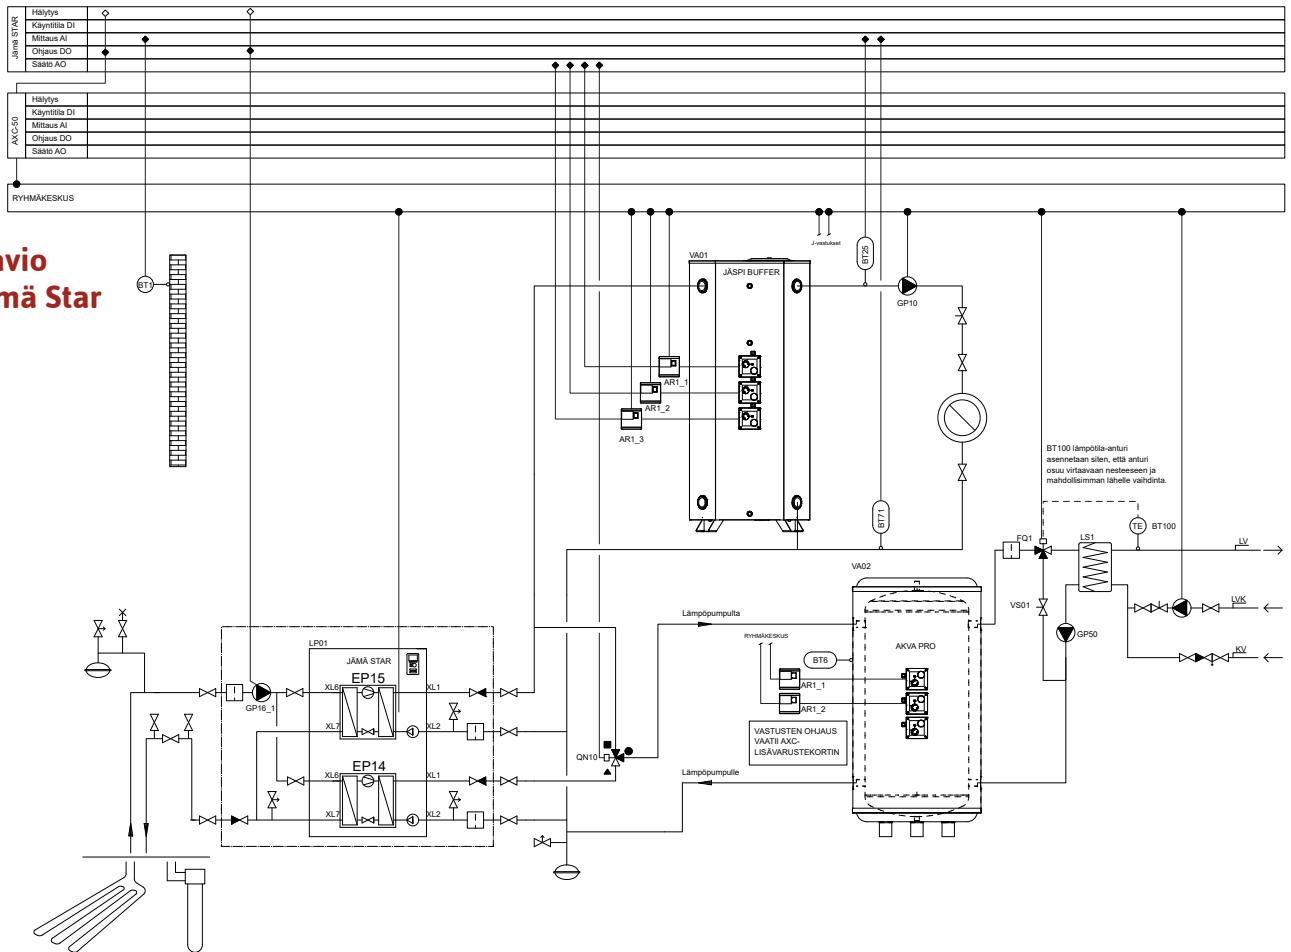 Jämä STAR
Hälytys
Käyntitila DI
Mittaus AI
Ohjaus DO
Säätö AO
AXC-50
Hälytys
Käyntitila DI
Mittaus AI
Ohjaus DO
Säätö AO
RYHMÄKESKUS
avio
mä Star
BT1
J-vastukset
VA01
JÄSPI BUFFER
BT25
GP10
AR1_1
AR1_2
AR1_3
BT71
BT100 lämpötila-anturi
asennetaan siten, että anturi
osuu virtaavaan nesteeseen ja
mahdollisimman lähelle vaihdinta.
TE
BT100
FQ1
LS1
LV
VS01
LVK
GP50
KV
VA02
AKVA PRO
Lämpöpumpulta
RYHMÄKESKUS
BT6
AR1_1
AR1_2
VASTUSTEN OHJAUS
VAATII AXC-
LISÄVARUSTEKORTIN
Lämpöpumpulle
QN10
LP01
JÄMÄ STAR
EP15
XL6
XL1
GP16_1
XL7
XL2
EP14
XL6
XL1
XL7
XL2